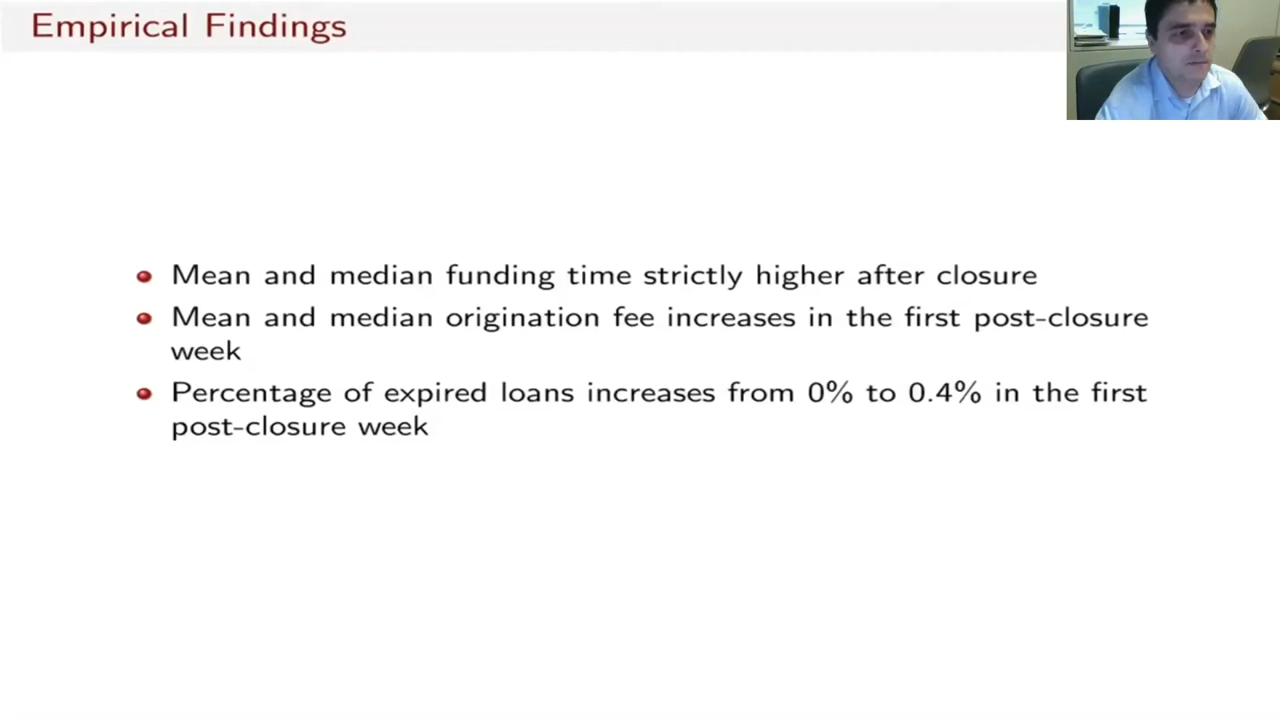 Empirical Findings
Mean and median funding time strictly higher after closure
Mean and median origination fee increases in the first post-closure
week
Percentage of expired loans increases from 0% to 0.4% in the first
post-closure week